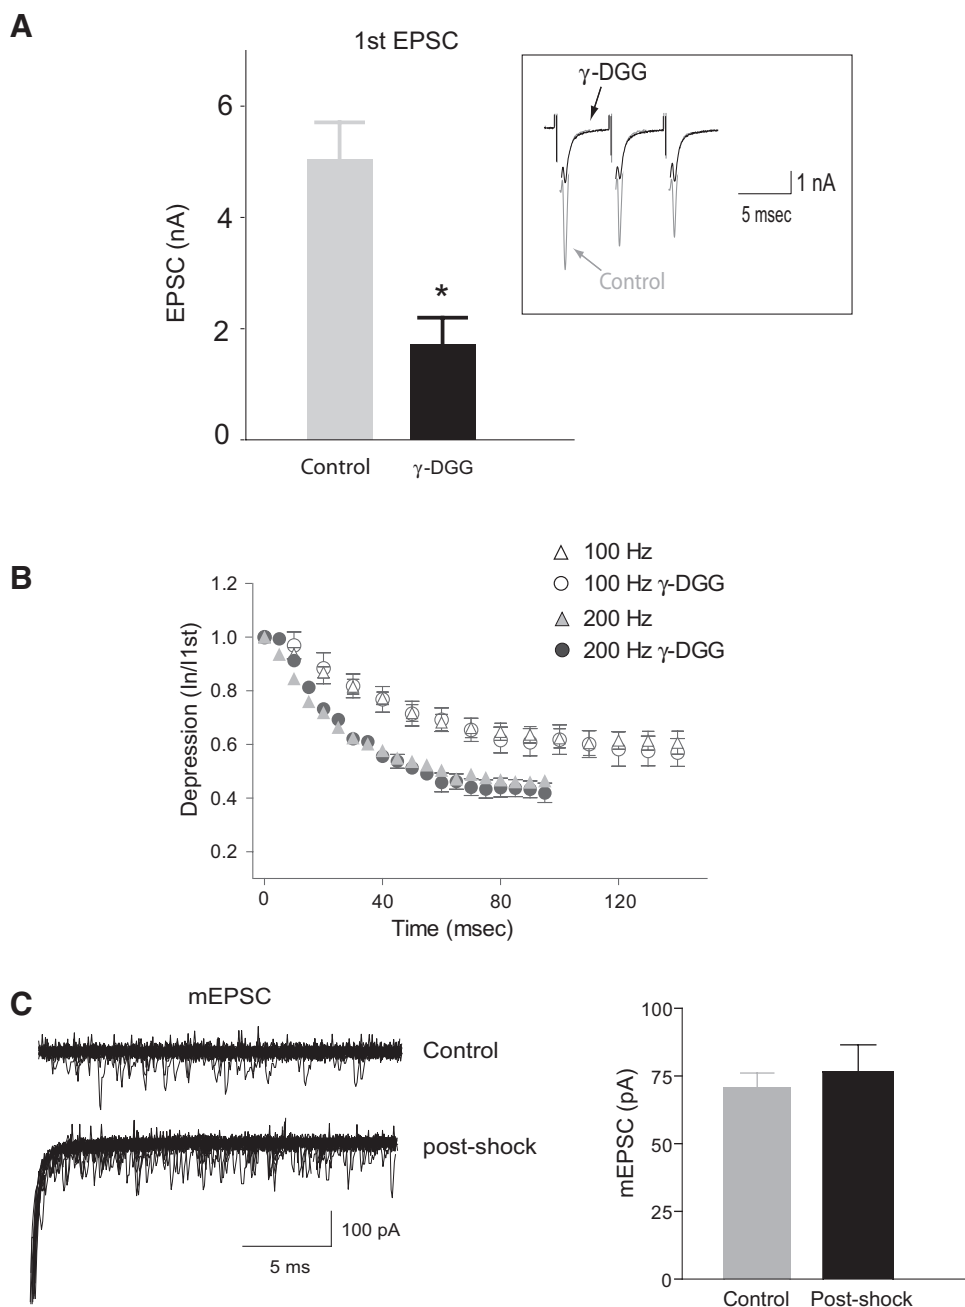 A
1st EPSC
EPSC (nA)
6
4
2
0
*
Control
γ-DGG
γ-DGG
1 nA
5 msec
Control
B
100 Hz
100 Hz γ-DGG
200 Hz
200 Hz γ-DGG
Depression (In/I1st)
1.2
1.0
0.8
0.6
0.4
0.2
0
40
80
120
Time (msec)
C
mEPSC
Control
post-shock
100 pA
5 ms
mEPSC (pA)
100
75
50
25
0
Control
Post-shock